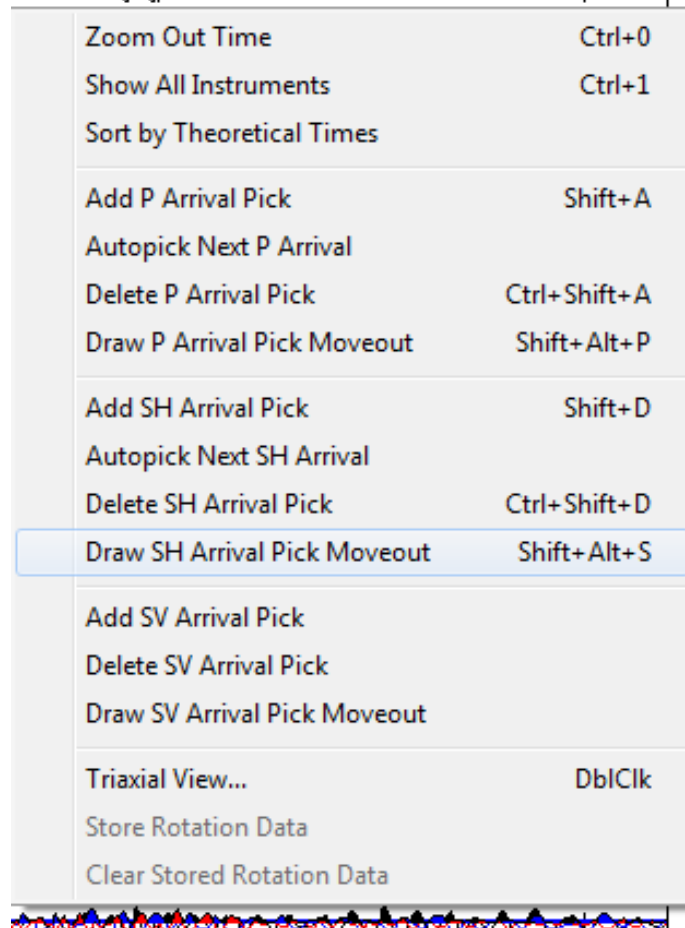 Zoom Out Time Ctrl+0
Show All Instruments Ctrl+1
Sort by Theoretical Times
Add P Arrival Pick Shift+A
Autopick Next P Arrival
Delete P Arrival Pick Ctrl+Shift+A
Draw P Arrival Pick Moveout Shift+Alt+P
Add SH Arrival Pick Shift+D
Autopick Next SH Arrival
Delete SH Arrival Pick Ctrl+Shift+D
Draw SH Arrival Pick Moveout Shift+Alt+S
Add SV Arrival Pick
Delete SV Arrival Pick
Draw SV Arrival Pick Moveout
Triaxial View... DblClk
Store Rotation Data
Clear Stored Rotation Data